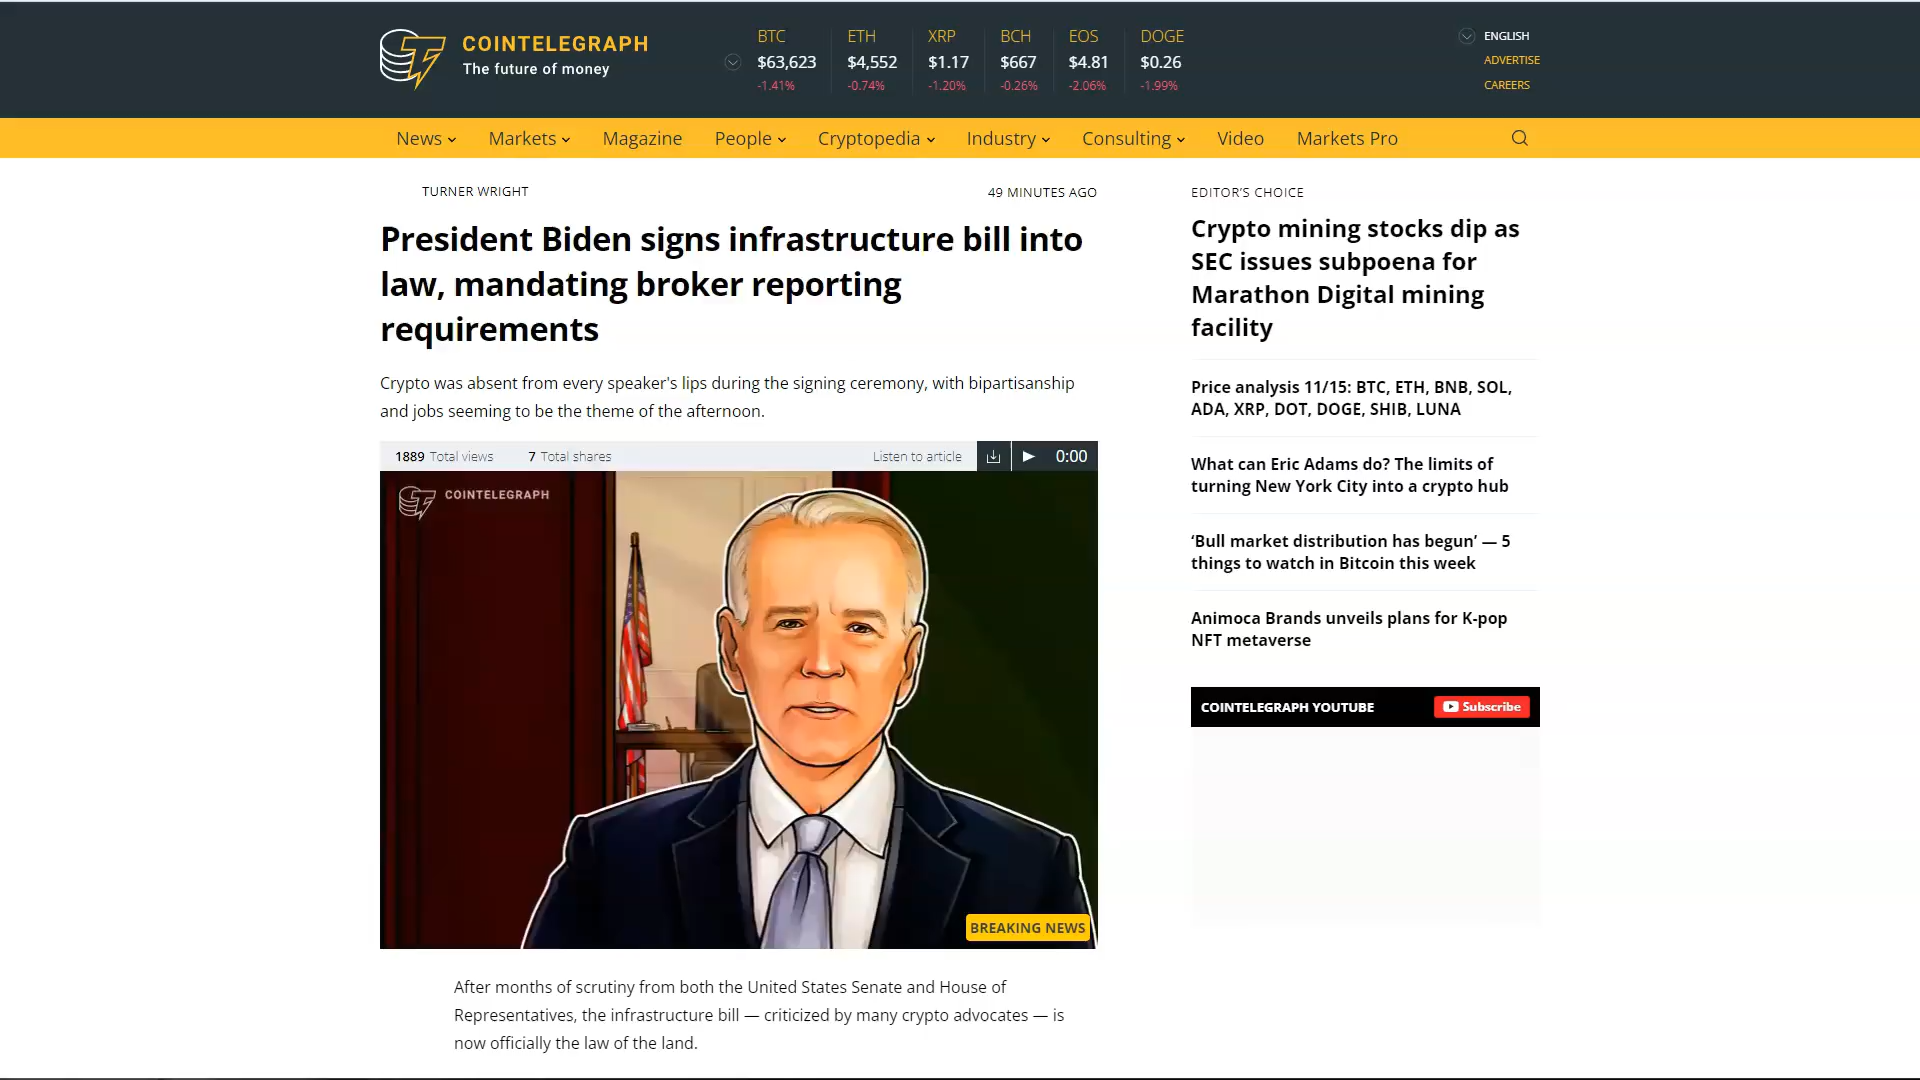 COINTELEGRAPH
The future of money
BTC
$63,623
-1.41%
ETH
$4,552
-0.74%
XRP
$1.17
-1.20%
BCH
$667
-0.26%
EOS
$4.81
-2.06%
DOGE
$0.26
-1.99%
ENGLISH
ADVERTISE
CAREERS
News
Markets
Magazine
People
Cryptopedia
Industry
Consulting
Video
Markets Pro
TURNER WRIGHT
49 MINUTES AGO
President Biden signs infrastructure bill into
law, mandating broker reporting
requirements
Crypto was absent from every speaker's lips during the signing ceremony, with bipartisanship
and jobs seeming to be the theme of the afternoon.
1889 Total views
7 Total shares
Listen to article
0:00
COINTELEGRAPH
BREAKING NEWS
After months of scrutiny from both the United States Senate and House of
Representatives, the infrastructure bill — criticized by many crypto advocates — is
now officially the law of the land.
EDITOR'S CHOICE
Crypto mining stocks dip as
SEC issues subpoena for
Marathon Digital mining
facility
Price analysis 11/15: BTC, ETH, BNB, SOL,
ADA, XRP, DOT, DOGE, SHIB, LUNA
What can Eric Adams do? The limits of
turning New York City into a crypto hub
‘Bull market distribution has begun’ — 5
things to watch in Bitcoin this week
Animoca Brands unveils plans for K-pop
NFT metaverse
COINTELEGRAPH YOUTUBE
Subscribe